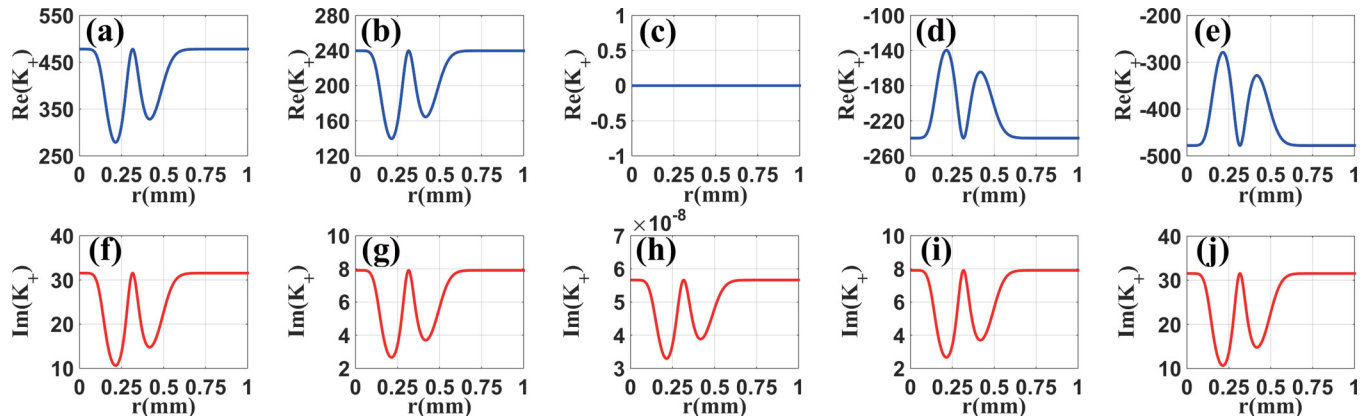 (a)
Re(K+)
550
450
350
250
0 0.25 0.5 0.75 1
r(mm)
(b)
Re(K+)
280
240
200
160
120
0 0.25 0.5 0.75 1
r(mm)
(c)
Re(K+)
1
0.5
0
-0.5
-1
0 0.25 0.5 0.75 1
r(mm)
(d)
Re(K+)
-100
-140
-180
-220
-260
0 0.25 0.5 0.75 1
r(mm)
(e)
Re(K+)
-200
-300
-400
-500
0 0.25 0.5 0.75 1
r(mm)
(f)
Im(K+)
40
30
20
10
0 0.25 0.5 0.75 1
r(mm)
(g)
Im(K+)
10
8
6
4
2
0 0.25 0.5 0.75 1
r(mm)
×10-8
(h)
Im(K+)
7
6
5
4
3
0 0.25 0.5 0.75 1
r(mm)
(i)
Im(K+)
10
8
6
4
2
0 0.25 0.5 0.75 1
r(mm)
(j)
Im(K+)
40
30
20
10
0 0.25 0.5 0.75 1
r(mm)